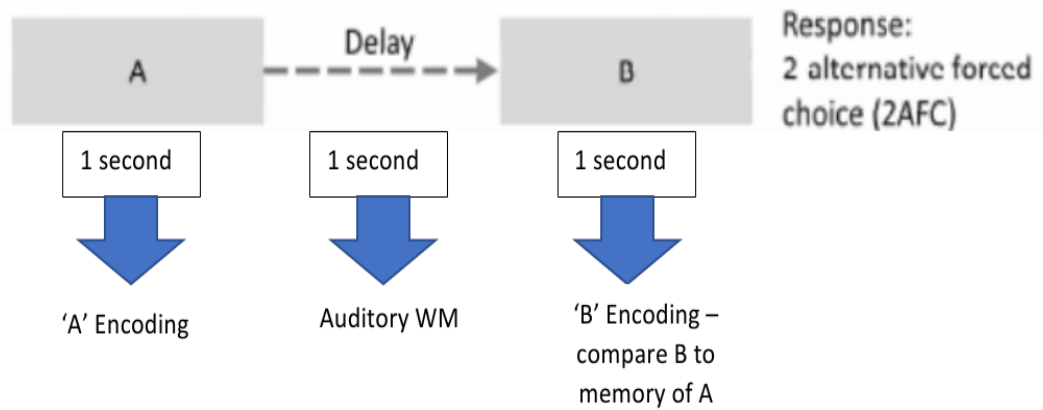 A
Delay
B
Response:
2 alternative forced
choice (2AFC)
1 second
1 second
1 second
‘A’ Encoding
Auditory WM
‘B’ Encoding –
compare B to
memory of A